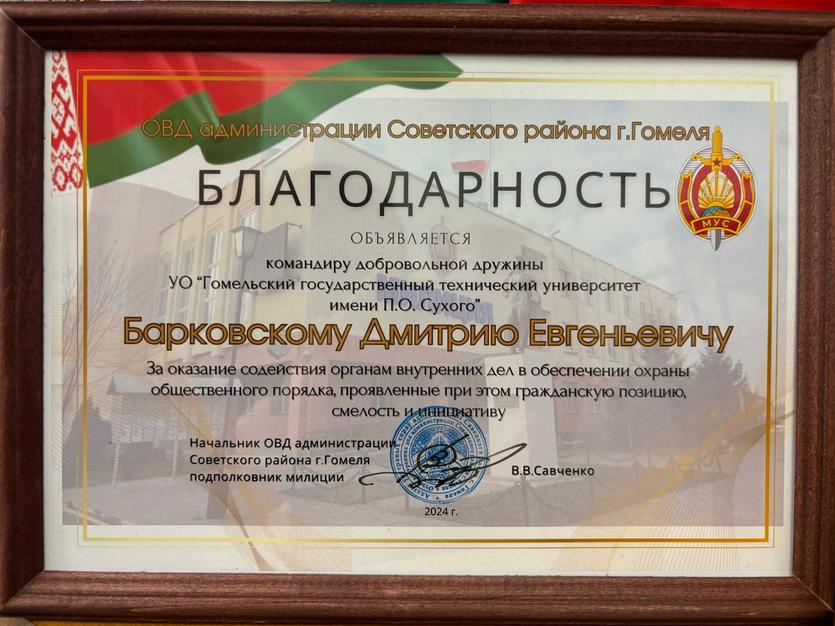 ОВД администрации Советского района г.Гомеля
БЛАГОДАРНОСТЬ
МУС
ОБЪЯВЛЯЕТСЯ
командиру добровольной дружины
УО “Гомельский государственный технический университет
имени П.О. Сухого”
Барковскому Дмитрию Евгеньевичу
За оказание содействия органам внутренних дел в обеспечении охраны
общественного порядка, проявленные при этом гражданскую позицию,
смелость и инициативу
Начальник ОВД администрации
Советского района г.Гомеля
подполковник милиции
В.В.Савченко
2024 г.